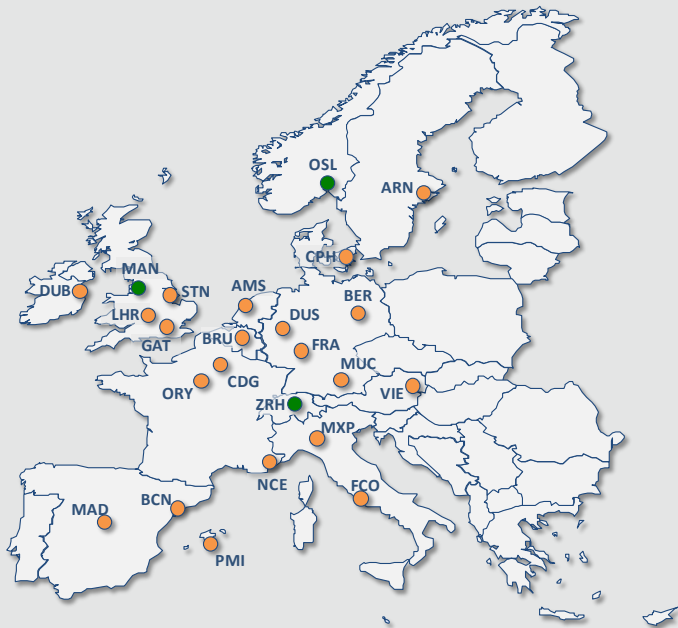 OSL
ARN
CPH
MAN
DUB
STN
AMS
BER
LHR
DUS
GAT
BRU
FRA
MUC
CDG
ORY
VIE
ZRH
MXP
NCE
FCO
BCN
MAD
PMI